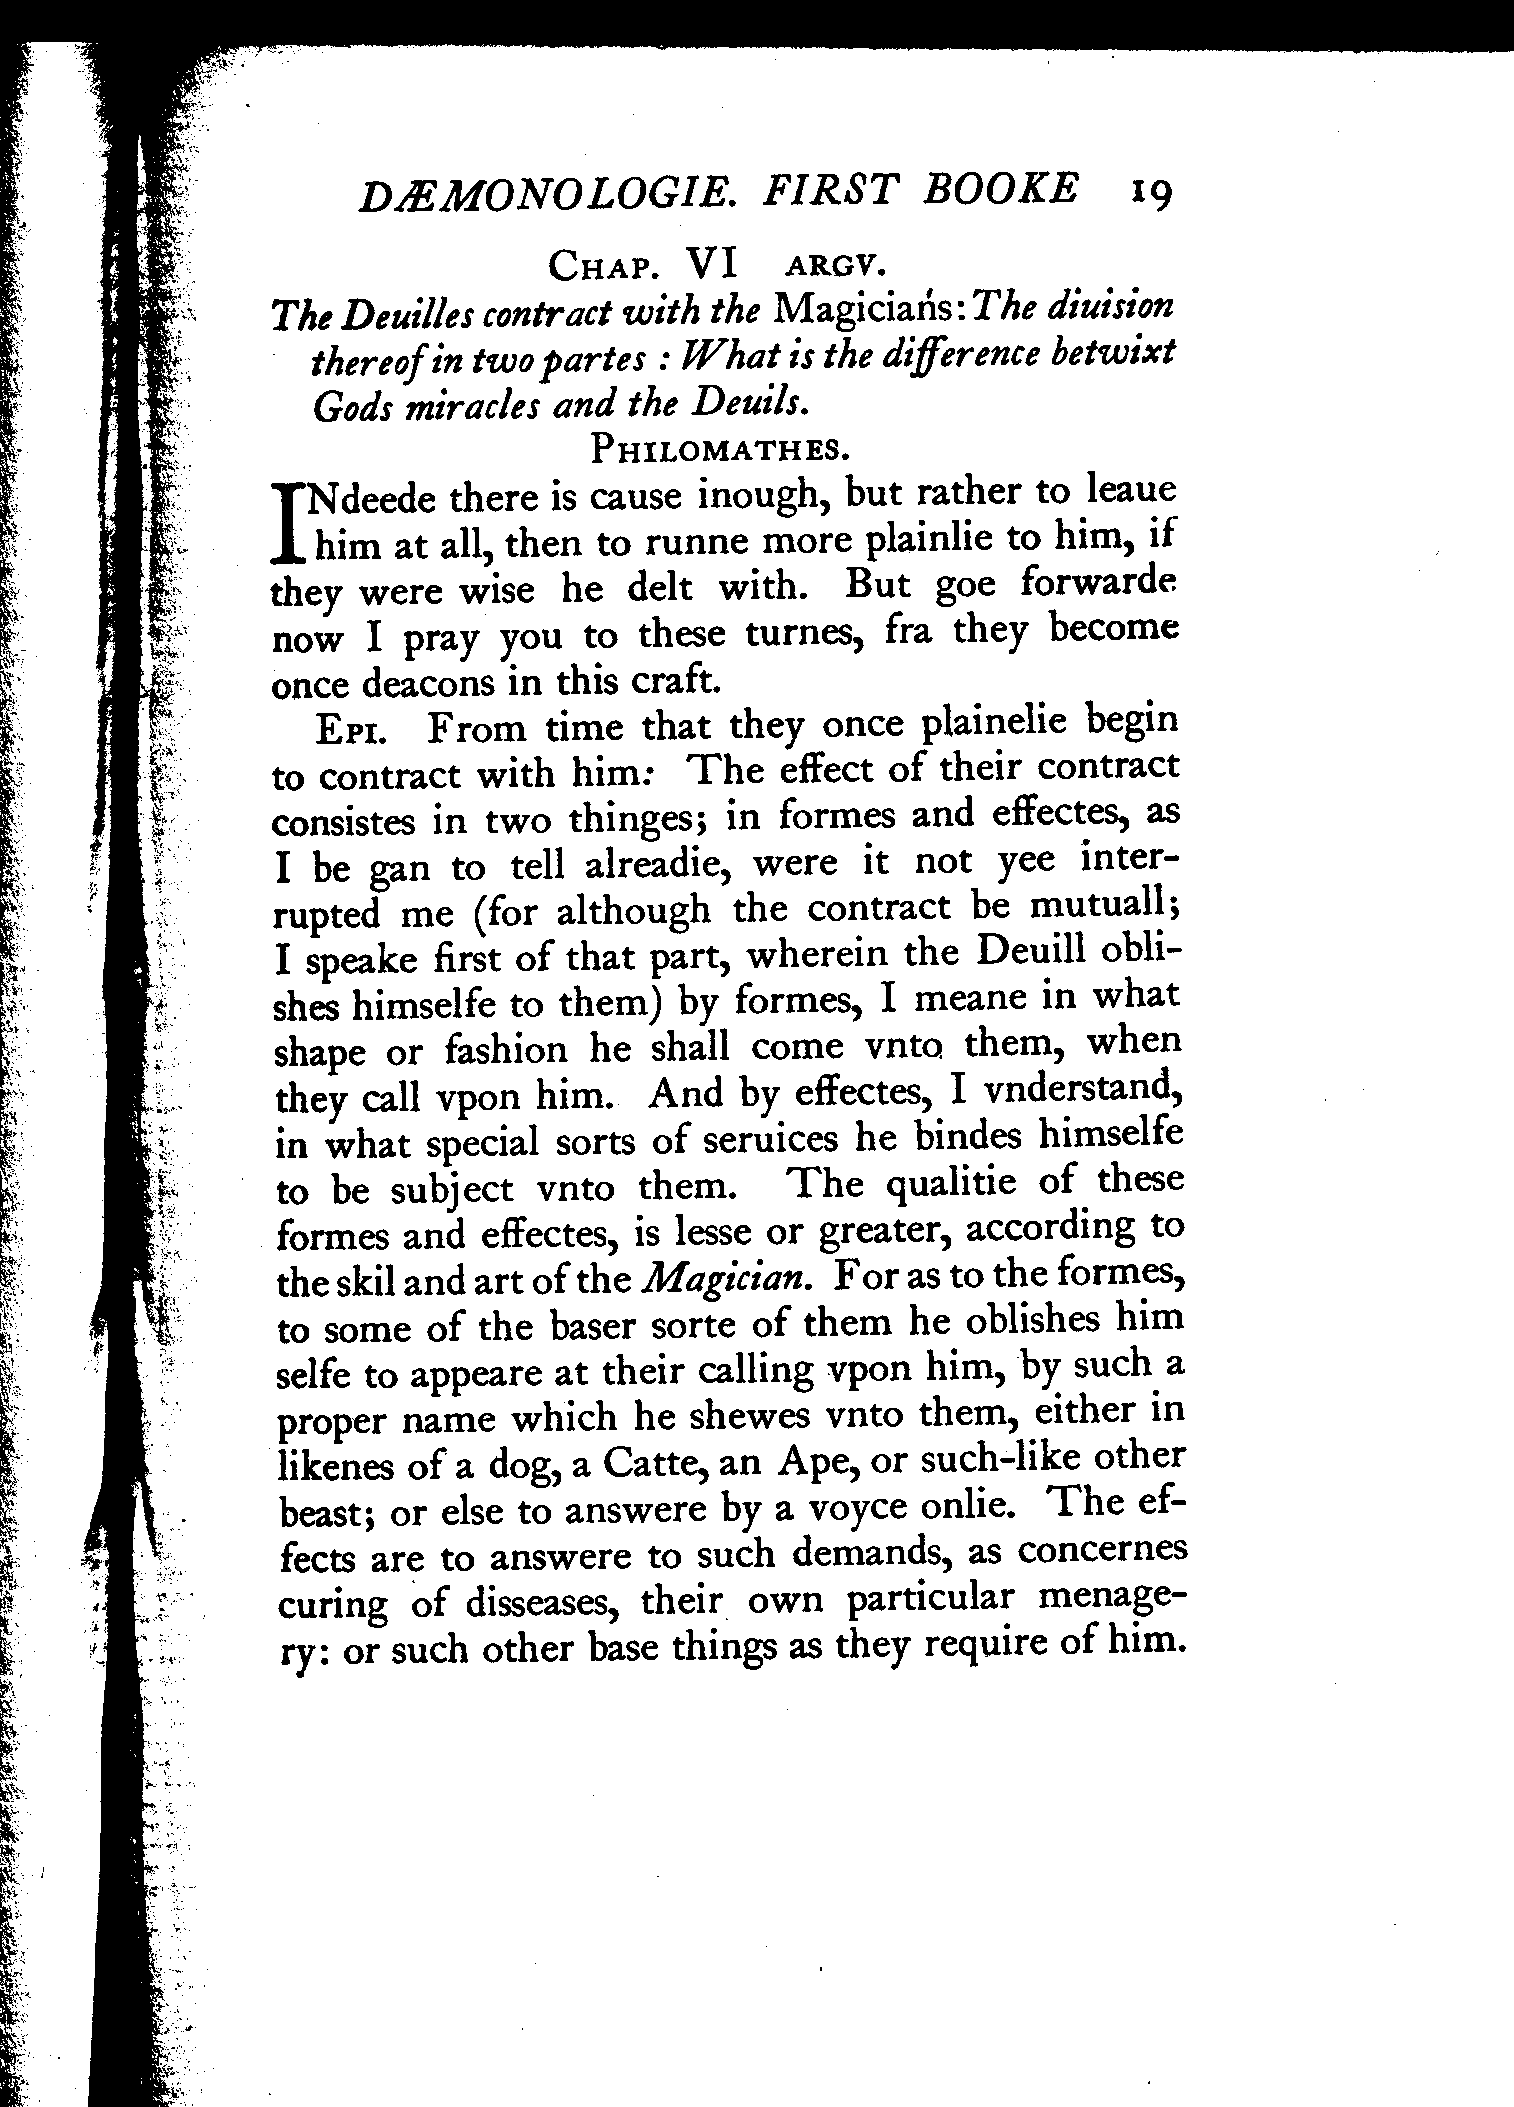 DÆMONOLOGIE. FIRST BOOKE 19
CHAP. VI ARGV.
The Deuilles contract with the Magicians: The diuision
thereof in two partes : What is the difference betwixt
Gods miracles and the Deuils.
PHILOMATHES.
INdeede there is cause inough, but rather to leaue
him at all, then to runne more plainlie to him, if
they were wise he delt with. But goe forwarde
now I pray you to these turnes, fra they become
once deacons in this craft.
EPI. From time that they once plainelie begin
to contract with him: The effect of their contract
consistes in two thinges; in formes and effectes, as
I be gan to tell alreadie, were it not yee inter-
rupted me (for although the contract be mutuall;
I speake first of that part, wherein the Deuill obli-
shes himselfe to them) by formes, I meane in what
shape or fashion he shall come vnto them, when
they call vpon him. And by effectes, I vnderstand,
in what special sorts of seruices he bindes himselfe
to be subject vnto them. The qualitie of these
formes and effectes, is lesse or greater, according to
the skil and art of the Magician. For as to the formes,
to some of the baser sorte of them he oblishes him
selfe to appeare at their calling vpon him, by such a
proper name which he shewes vnto them, either in
likenes of a dog, a Catte, an Ape, or such-like other
beast; or else to answere by a voyce onlie. The ef-
fects are to answere to such demands, as concernes
curing of disseases, their own particular menage-
ry: or such other base things as they require of him.